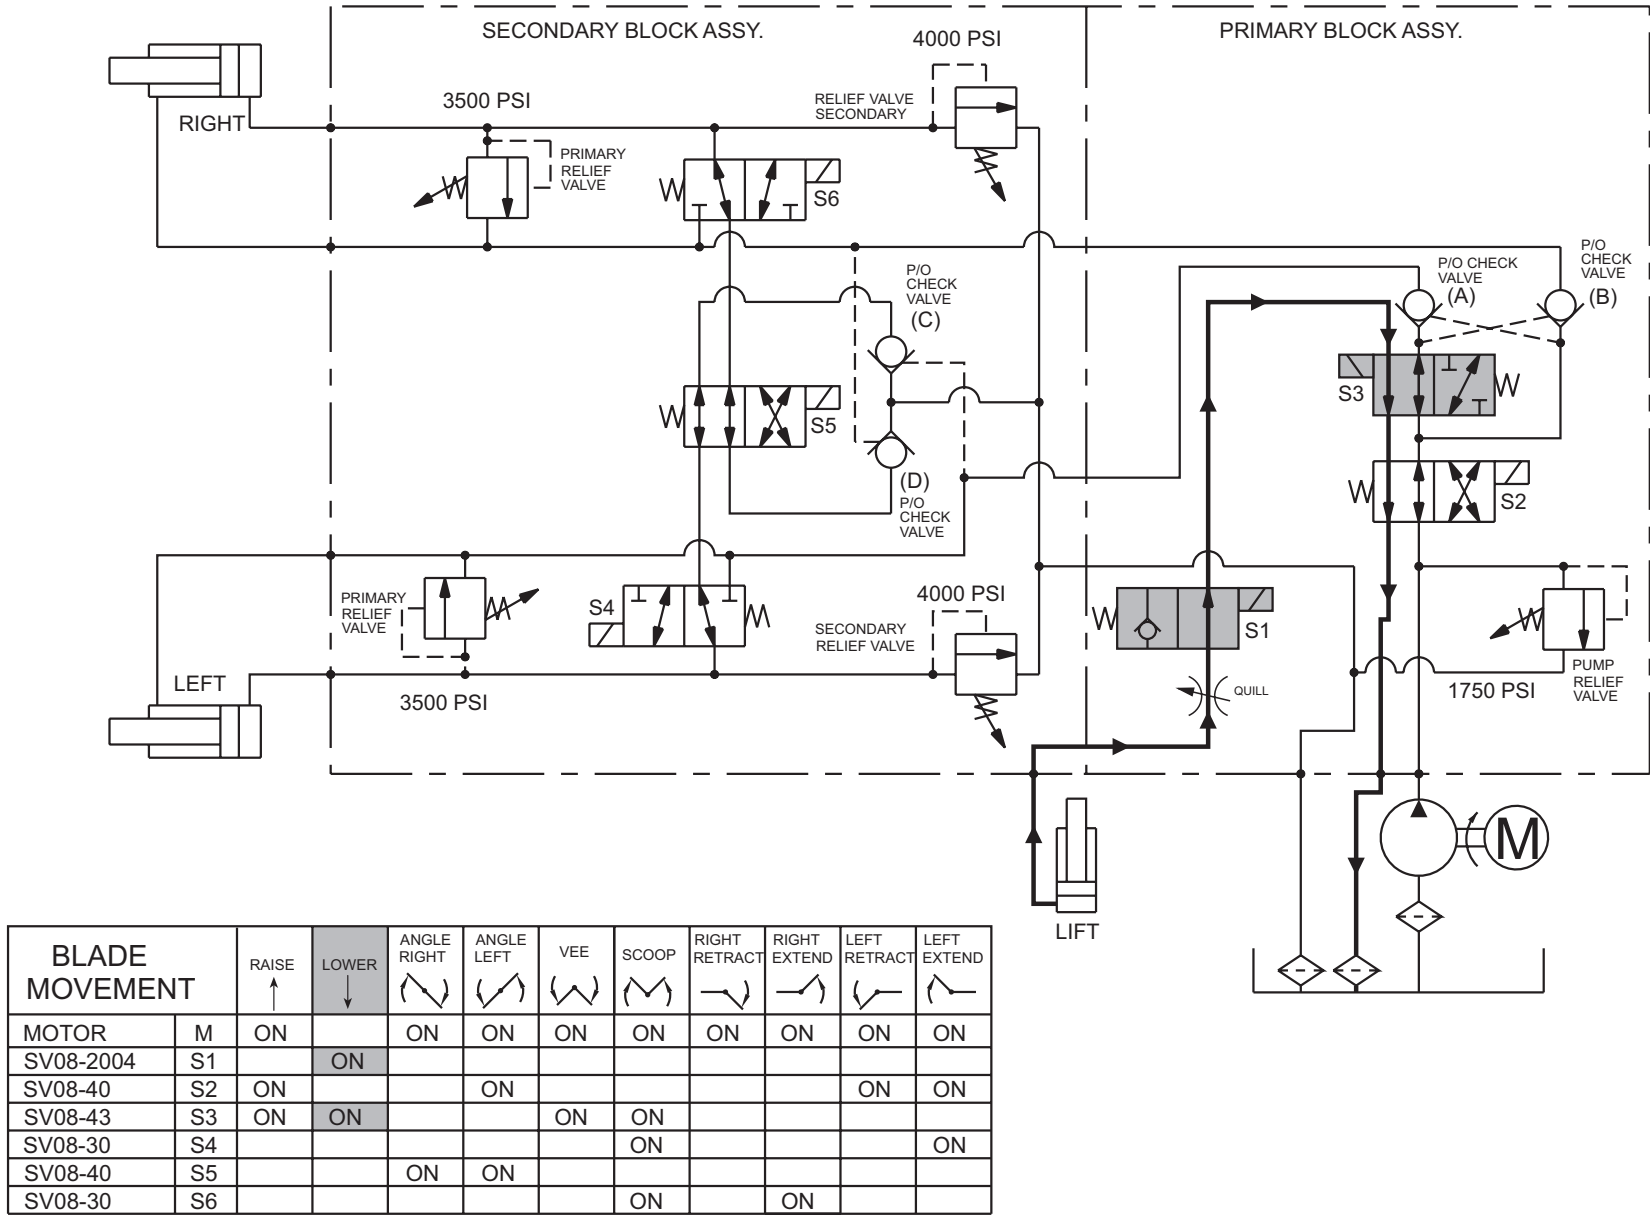 SECONDARY BLOCK ASSY.
PRIMARY BLOCK ASSY.
4000 PSI
3500 PSI
RELIEF VALVE
SECONDARY
RIGHT
PRIMARY
RELIEF
VALVE
S6
P/O
CHECK
VALVE
(C)
P/O CHECK
VALVE
(A)
P/O
CHECK
VALVE
(B)
S3
S5
(D)
P/O
CHECK
VALVE
S2
PRIMARY
RELIEF
VALVE
S4
4000 PSI
SECONDARY
RELIEF VALVE
S1
LEFT
3500 PSI
QUILL
1750 PSI
PUMP
RELIEF
VALVE
M
LIFT
BLADE
MOVEMENT
RAISE
LOWER
ANGLE
RIGHT
ANGLE
LEFT
VEE
SCOOP
RIGHT
RETRACT
RIGHT
EXTEND
LEFT
RETRACT
LEFT
EXTEND
MOTOR M ON ON ON ON ON ON ON ON ON
SV08-2004 S1 ON
SV08-40 S2 ON ON ON ON
SV08-43 S3 ON ON ON ON
SV08-30 S4 ON ON
SV08-40 S5 ON ON
SV08-30 S6 ON ON